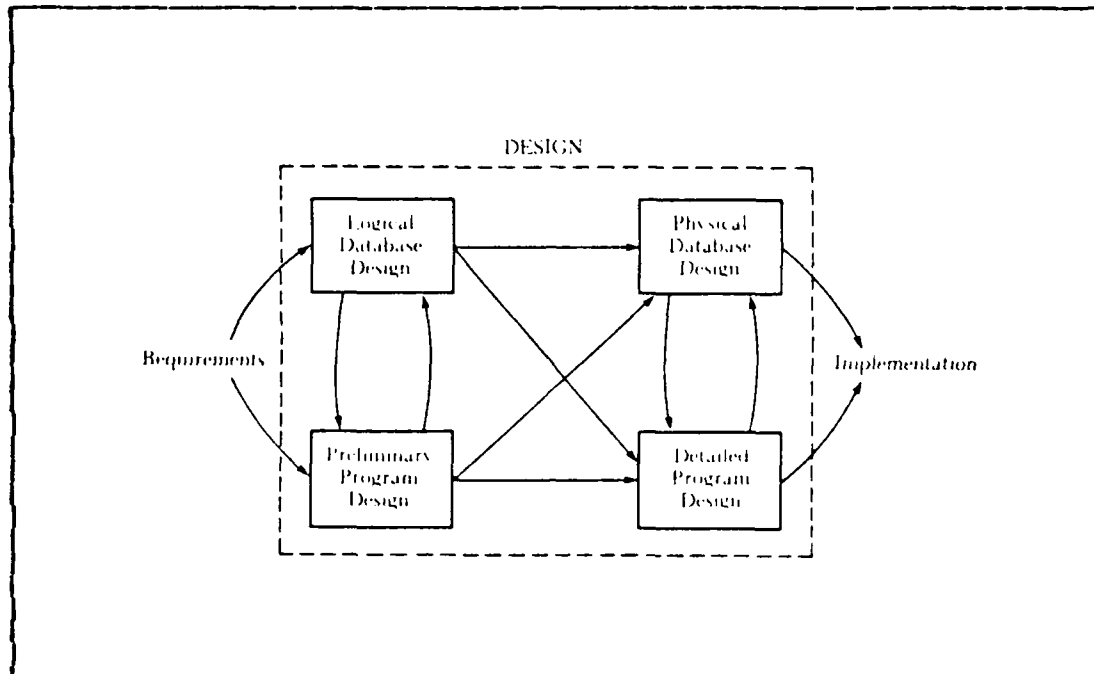 DESIGN
Logical
Database
Design
Physical
Database
Design
Requirements
Implementation
Preliminary
Program
Design
Detailed
Program
Design